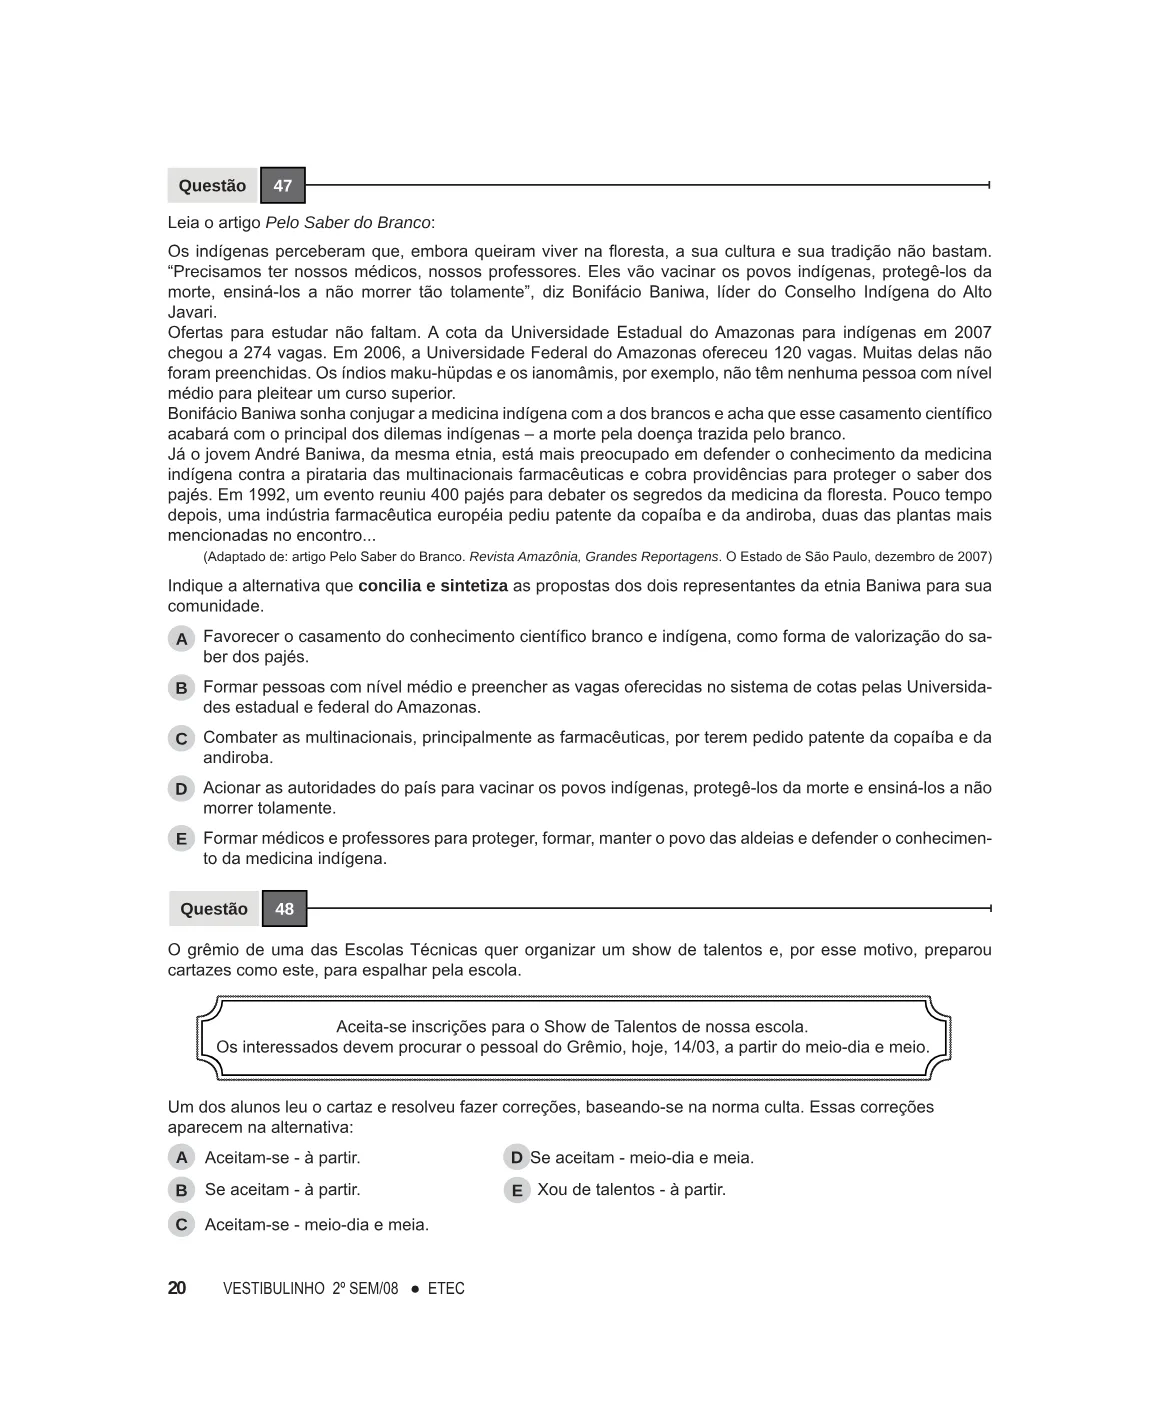 Questão 47
Leia o artigo Pelo Saber do Branco:
Os indígenas perceberam que, embora queiram viver na floresta, a sua cultura e sua tradição não bastam.
“Precisamos ter nossos médicos, nossos professores. Eles vão vacinar os povos indígenas, protegê-los da
morte, ensiná-los a não morrer tão tolamente”, diz Bonifácio Baniwa, líder do Conselho Indígena do Alto
Javari.
Ofertas para estudar não faltam. A cota da Universidade Estadual do Amazonas para indígenas em 2007
chegou a 274 vagas. Em 2006, a Universidade Federal do Amazonas ofereceu 120 vagas. Muitas delas não
foram preenchidas. Os índios maku-hüpdas e os ianomâmis, por exemplo, não têm nenhuma pessoa com nível
médio para pleitear um curso superior.
Bonifácio Baniwa sonha conjugar a medicina indígena com a dos brancos e acha que esse casamento científico
acabará com o principal dos dilemas indígenas – a morte pela doença trazida pelo branco.
Já o jovem André Baniwa, da mesma etnia, está mais preocupado em defender o conhecimento da medicina
indígena contra a pirataria das multinacionais farmacêuticas e cobra providências para proteger o saber dos
pajés. Em 1992, um evento reuniu 400 pajés para debater os segredos da medicina da floresta. Pouco tempo
depois, uma indústria farmacêutica européia pediu patente da copaíba e da andiroba, duas das plantas mais
mencionadas no encontro...
(Adaptado de: artigo Pelo Saber do Branco. Revista Amazônia, Grandes Reportagens. O Estado de São Paulo, dezembro de 2007)
Indique a alternativa que concilia e sintetiza as propostas dos dois representantes da etnia Baniwa para sua
comunidade.
A Favorecer o casamento do conhecimento científico branco e indígena, como forma de valorização do sa-
ber dos pajés.
B Formar pessoas com nível médio e preencher as vagas oferecidas no sistema de cotas pelas Universida-
des estadual e federal do Amazonas.
C Combater as multinacionais, principalmente as farmacêuticas, por terem pedido patente da copaíba e da
andiroba.
D Acionar as autoridades do país para vacinar os povos indígenas, protegê-los da morte e ensiná-los a não
morrer tolamente.
E Formar médicos e professores para proteger, formar, manter o povo das aldeias e defender o conhecimen-
to da medicina indígena.
Questão 48
O grêmio de uma das Escolas Técnicas quer organizar um show de talentos e, por esse motivo, preparou
cartazes como este, para espalhar pela escola.
Aceita-se inscrições para o Show de Talentos de nossa escola.
Os interessados devem procurar o pessoal do Grêmio, hoje, 14/03, a partir do meio-dia e meio.
Um dos alunos leu o cartaz e resolveu fazer correções, baseando-se na norma culta. Essas correções
aparecem na alternativa:
A Aceitam-se - à partir.
B Se aceitam - à partir.
C Aceitam-se - meio-dia e meia.
D Se aceitam - meio-dia e meia.
E Xou de talentos - à partir.
20 VESTIBULINHO 2º SEM/08 ● ETEC